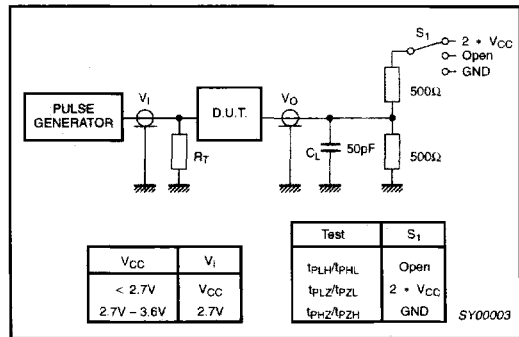 S1
2 * VCC
Open
GND
500Ω
VI
VO
PULSE GENERATOR
D.U.T.
RT
CL
50pF
500Ω
VCC VI
< 2.7V VCC
2.7V – 3.6V 2.7V
Test S1
tPLH/tPHL Open
tPLZ/tPZL 2 * VCC
tPHZ/tPZH GND
SY00003